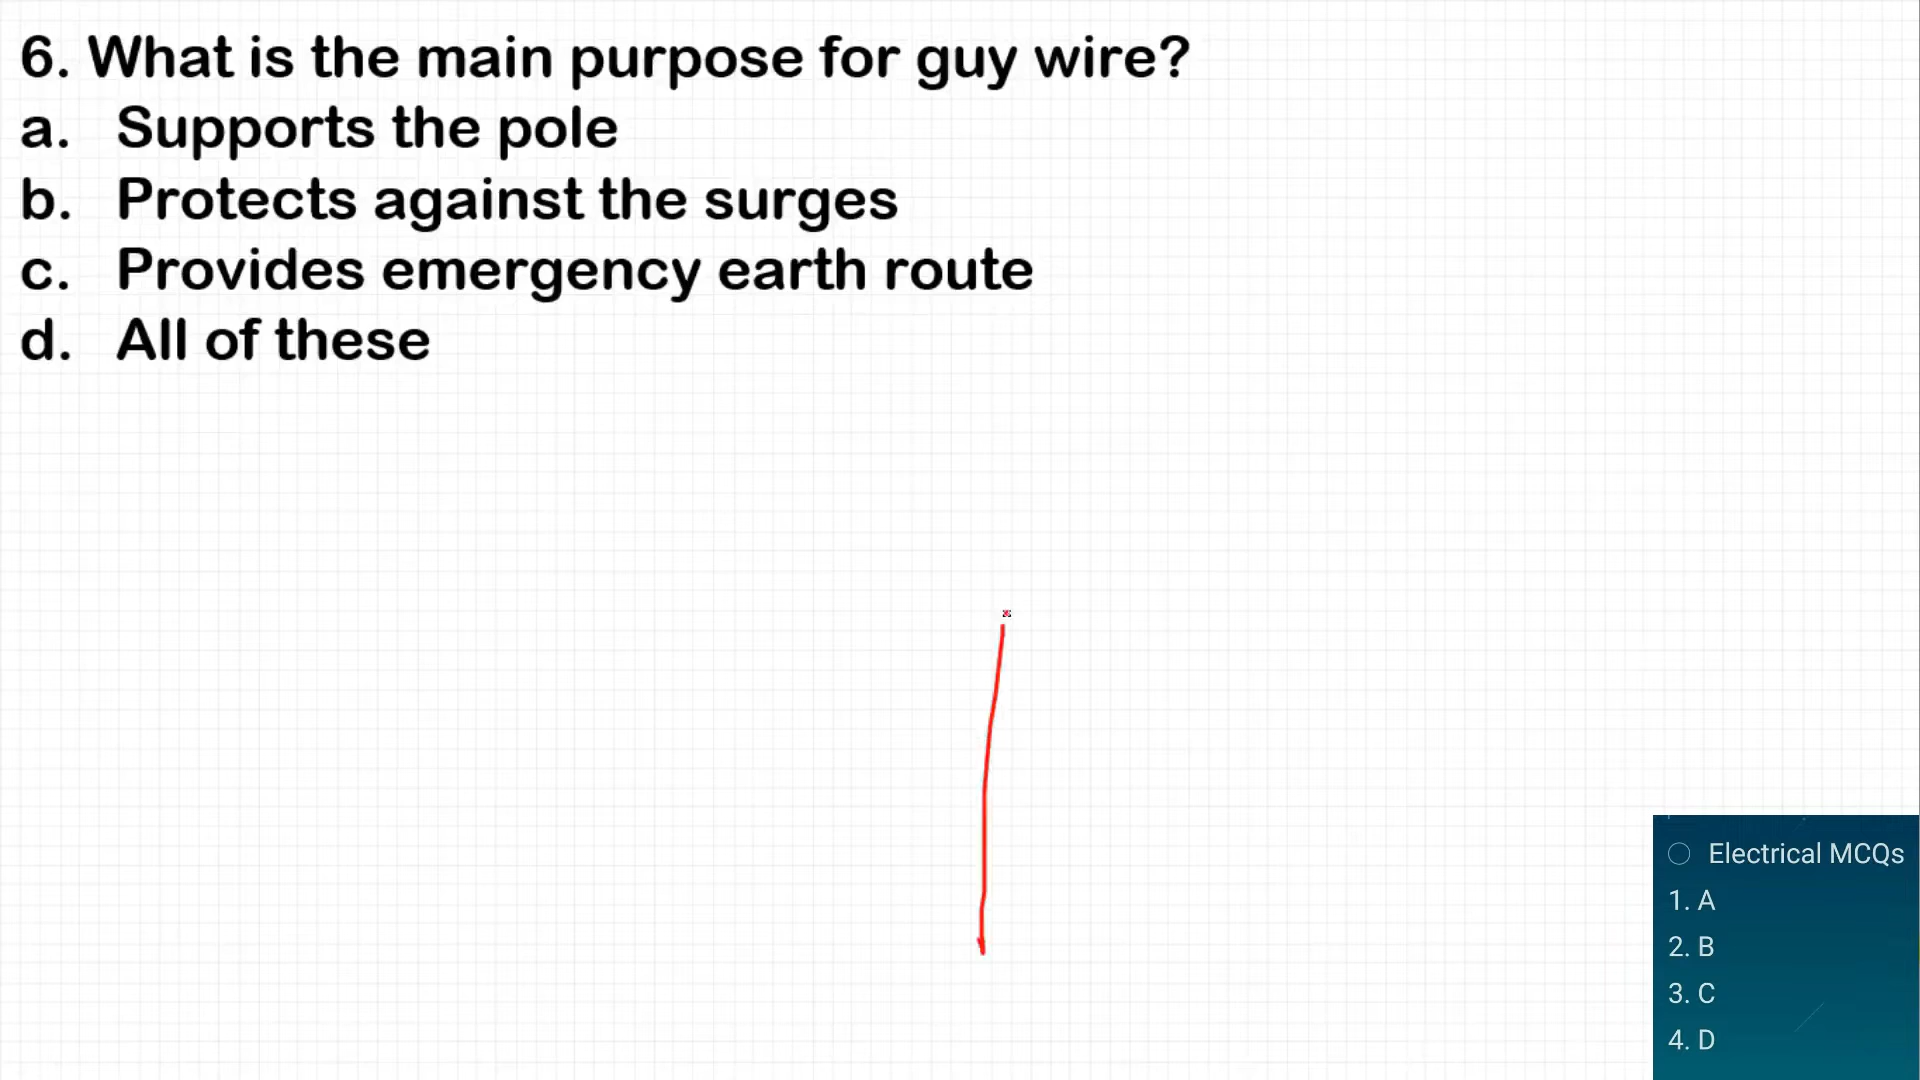 6. What is the main purpose for guy wire?
a. Supports the pole
b. Protects against the surges
c. Provides emergency earth route
d. All of these
Electrical MCQs
1. A
2. B
3. C
4. D